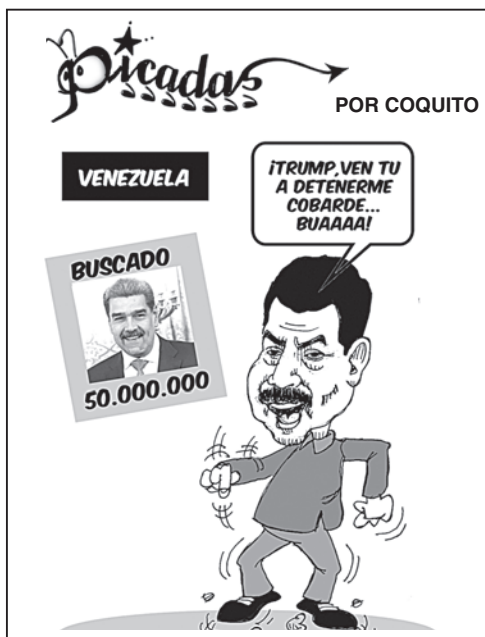 Picadas
POR COQUITO
VENEZUELA
¡TRUMP,VEN TU
A DETENERME
COBARDE...
BUAAAA!
BUSCADO
50.000.000